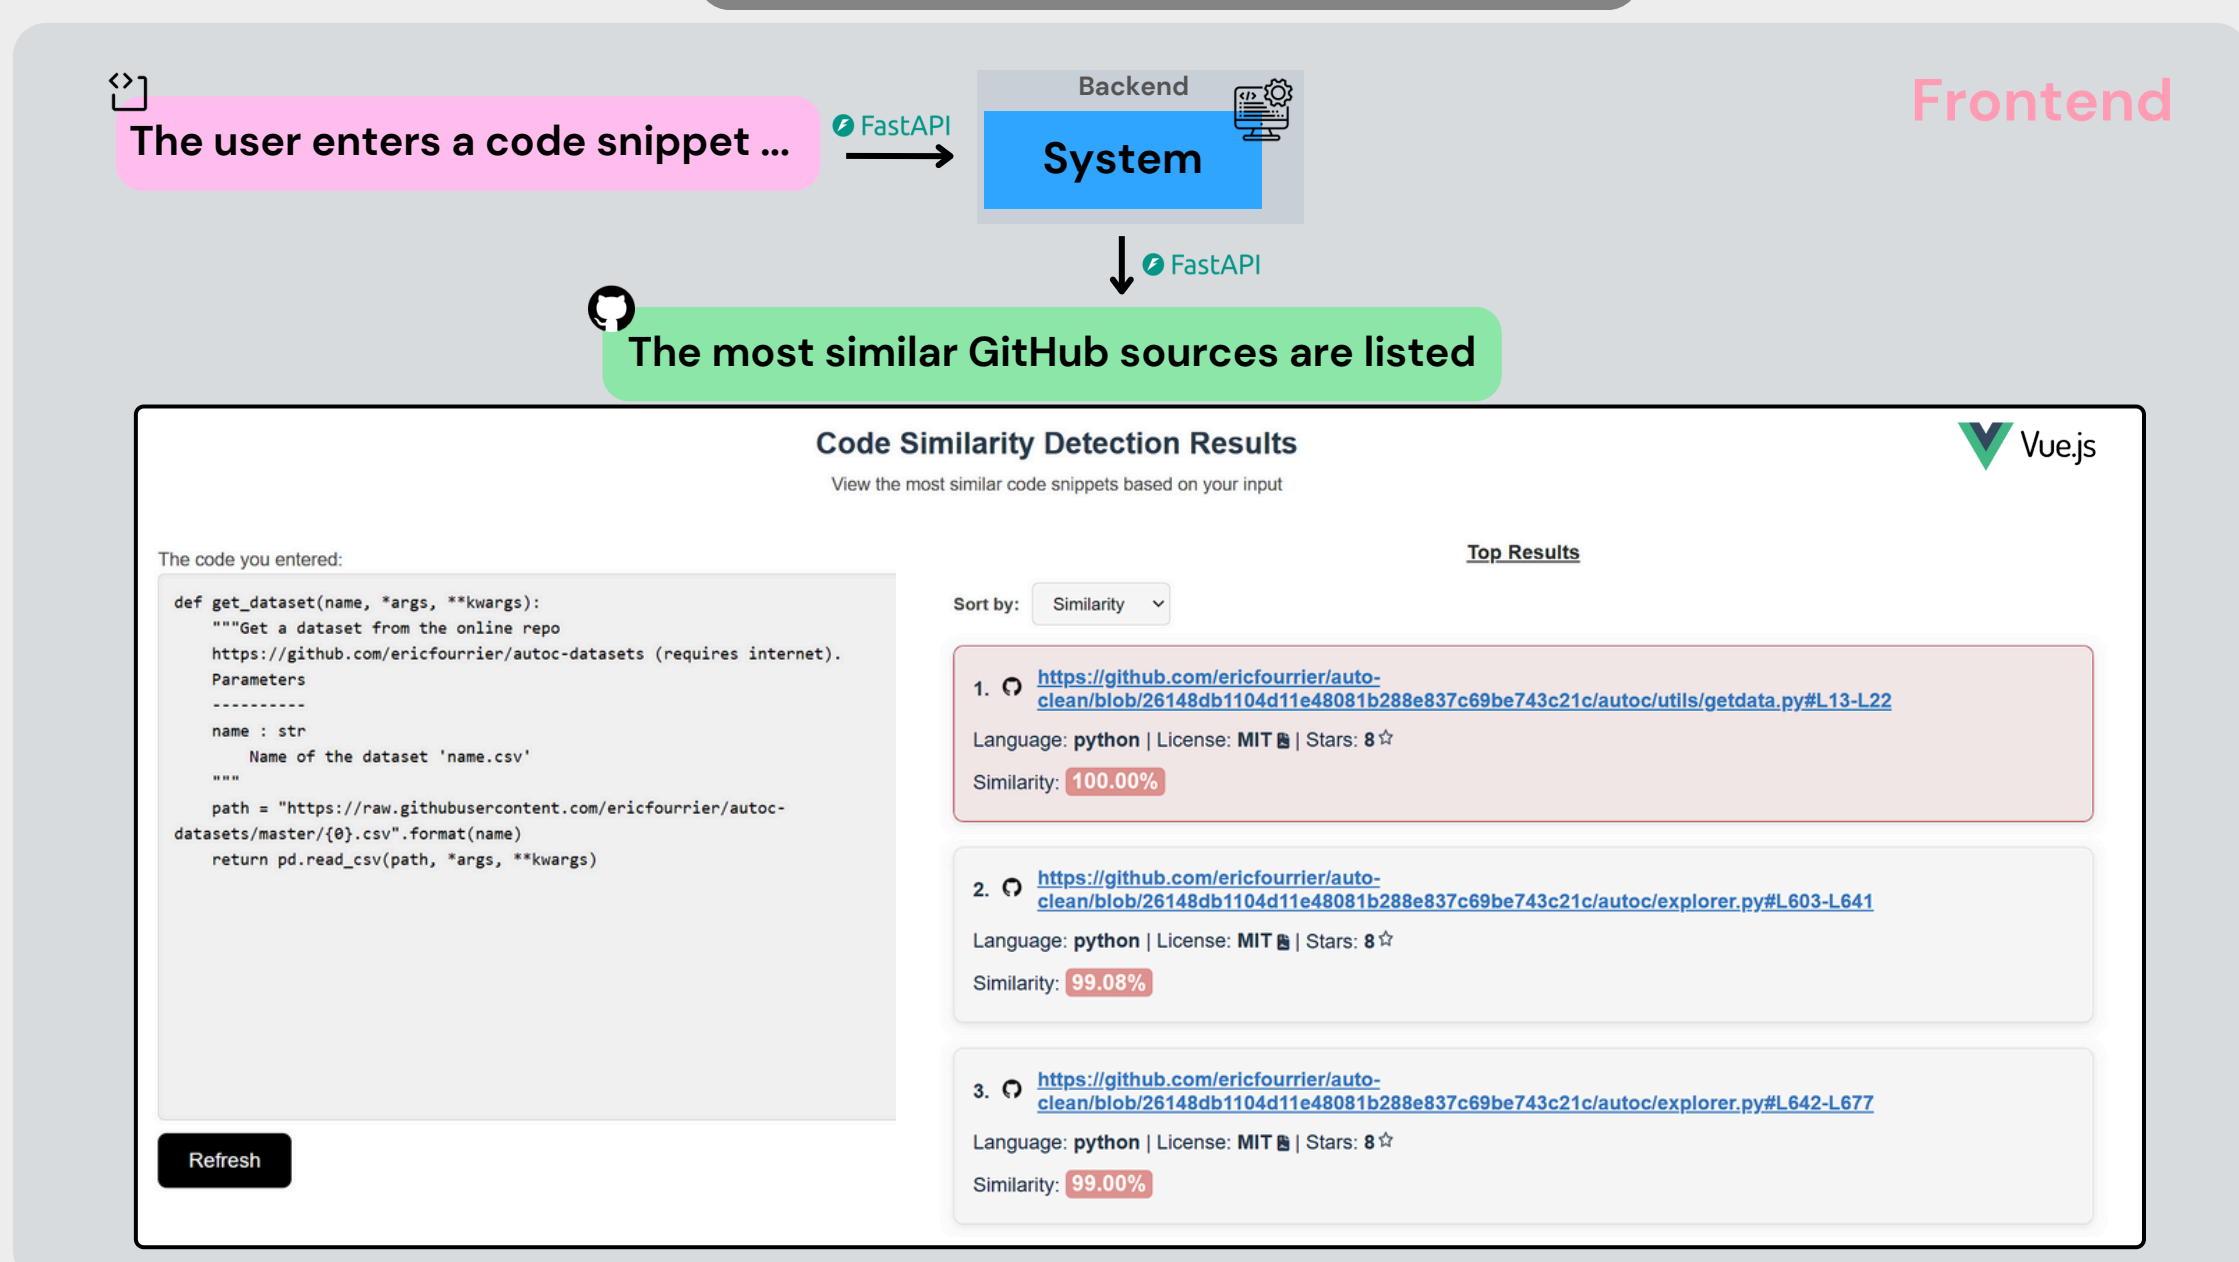 Frontend
The user enters a code snippet ...
FastAPI
Backend
System
FastAPI
The most similar GitHub sources are listed
Code Similarity Detection Results
Vue.js
View the most similar code snippets based on your input
The code you entered:
def get_dataset(name, *args, **kwargs):
    """Get a dataset from the online repo
    https://github.com/ericfourrier/autoc-datasets (requires internet).
    Parameters
    ----------
    name : str
        Name of the dataset 'name.csv'
    """
    path = "https://raw.githubusercontent.com/ericfourrier/autoc-
datasets/master/{0}.csv".format(name)
    return pd.read_csv(path, *args, **kwargs)
Refresh
Top Results
Sort by: Similarity
1. https://github.com/ericfourrier/auto-
clean/blob/26148db1104d11e48081b288e837c69be743c21c/autoc/utils/getdata.py#L13-L22
Language: python | License: MIT | Stars: 8
Similarity: 100.00%
2. https://github.com/ericfourrier/auto-
clean/blob/26148db1104d11e48081b288e837c69be743c21c/autoc/explorer.py#L603-L641
Language: python | License: MIT | Stars: 8
Similarity: 99.08%
3. https://github.com/ericfourrier/auto-
clean/blob/26148db1104d11e48081b288e837c69be743c21c/autoc/explorer.py#L642-L677
Language: python | License: MIT | Stars: 8
Similarity: 99.00%